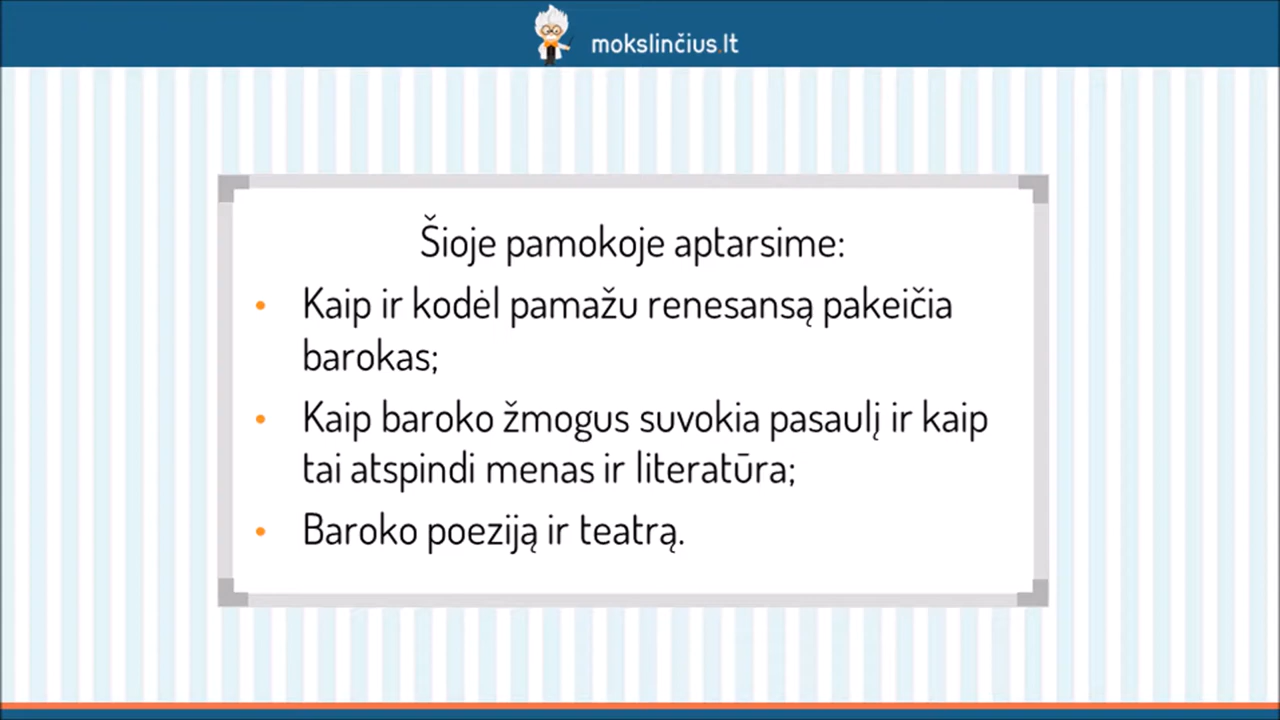 mokslinčius.lt
Šioje pamokoje aptarsime:
• Kaip ir kodėl pamažu renesansą pakeičia
barokas;
• Kaip baroko žmogus suvokia pasaulį ir kaip
tai atspindi menas ir literatūra;
• Baroko poeziją ir teatrą.